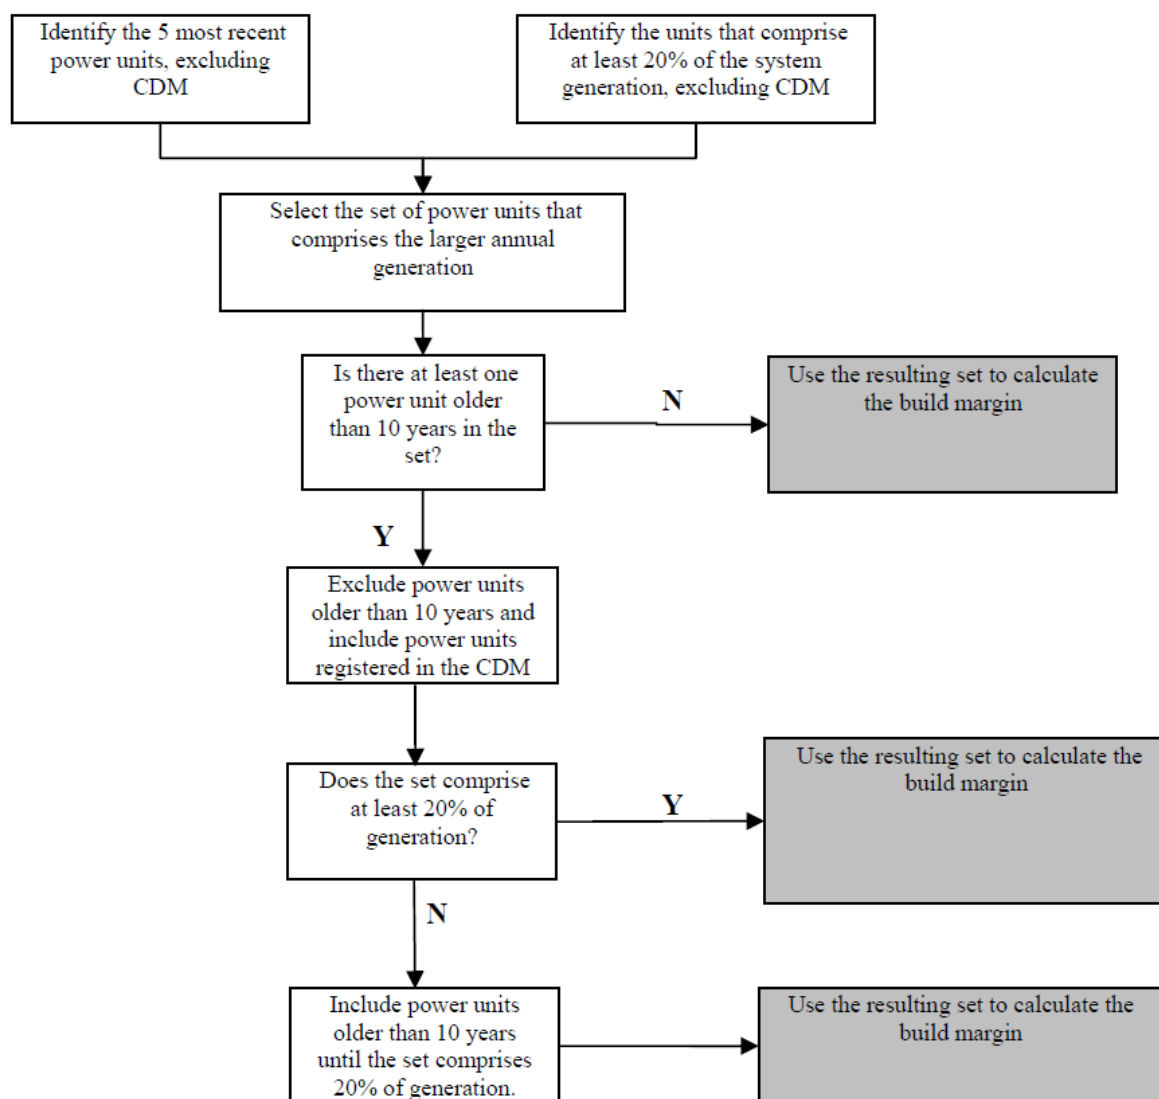 Identify the 5 most recent
power units, excluding
CDM
Identify the units that comprise
at least 20% of the system
generation, excluding CDM
Select the set of power units that
comprises the larger annual
generation
Is there at least one
power unit older
than 10 years in the
set?
N
Use the resulting set to calculate
the build margin
Y
Exclude power units
older than 10 years and
include power units
registered in the CDM
Does the set comprise
at least 20% of
generation?
Y
Use the resulting set to calculate the
build margin
N
Include power units
older than 10 years
until the set comprises
20% of generation.
Use the resulting set to calculate the
build margin